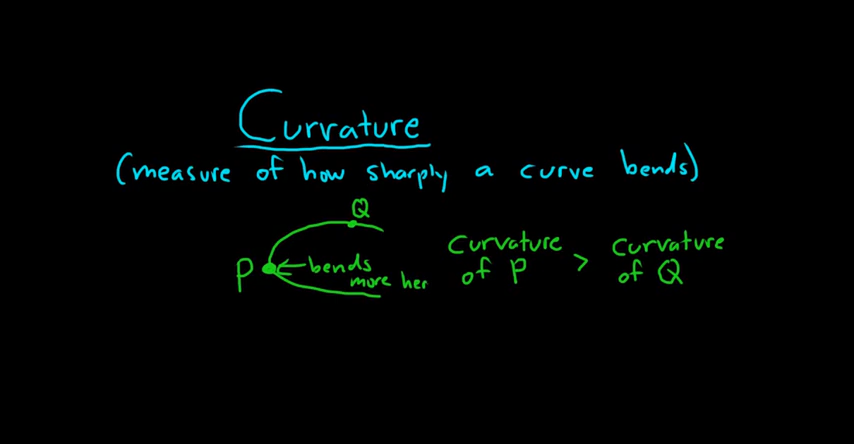 Curvature
(measure of how sharply a curve bends)
Q
P
bends
more her
Curvature
of P
>
curvature
of Q